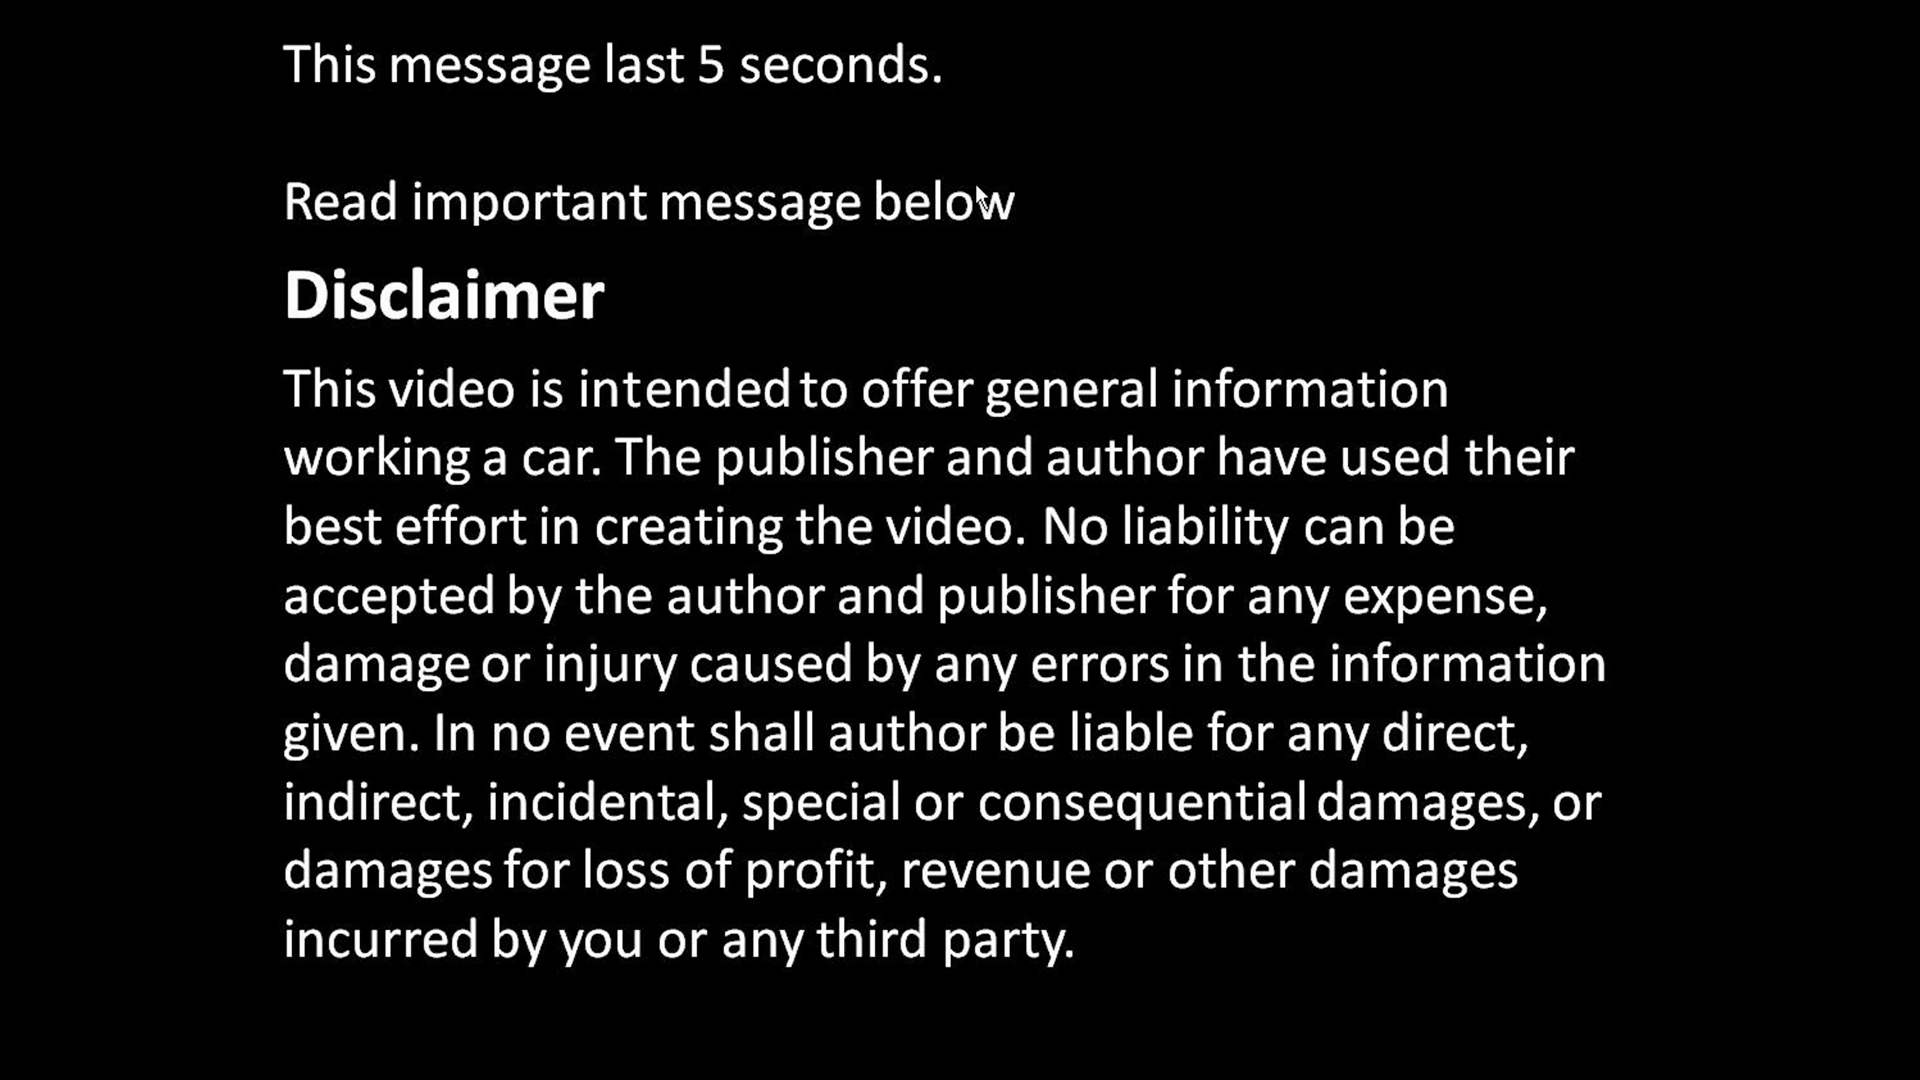 This message last 5 seconds.
Read important message below
Disclaimer
This video is intended to offer general information
working a car. The publisher and author have used their
best effort in creating the video. No liability can be
accepted by the author and publisher for any expense,
damage or injury caused by any errors in the information
given. In no event shall author be liable for any direct,
indirect, incidental, special or consequential damages, or
damages for loss of profit, revenue or other damages
incurred by you or any third party.